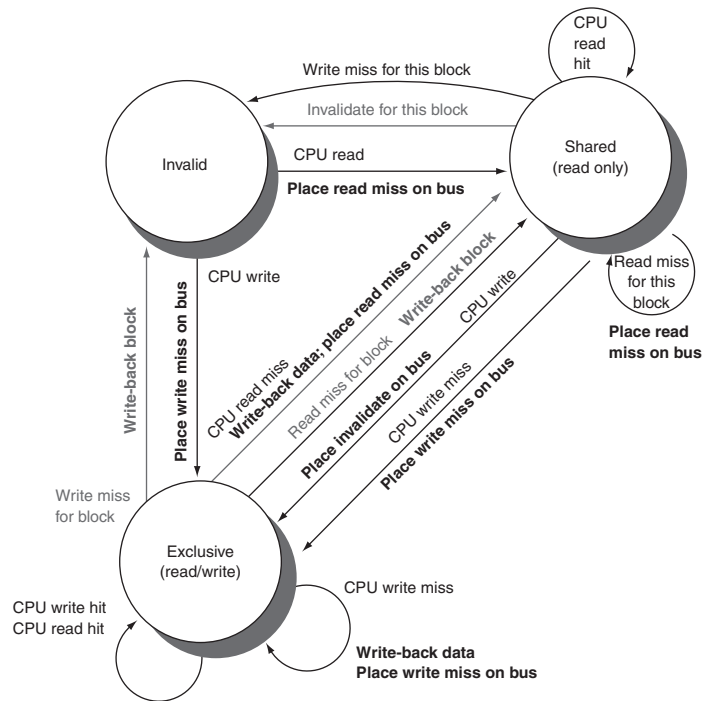 CPU
read
hit
Write miss for this block
Invalidate for this block
Shared
(read only)
Invalid
CPU read
Place read miss on bus
CPU write
Place write miss on bus
Write-back block
Write miss
for block
CPU read miss
Write-back data; place read miss on bus
Read miss for block
Write-back block
CPU write
Place invalidate on bus
CPU write miss
Place write miss on bus
Read miss
for this
block
Place read
miss on bus
Exclusive
(read/write)
CPU write hit
CPU read hit
CPU write miss
Write-back data
Place write miss on bus